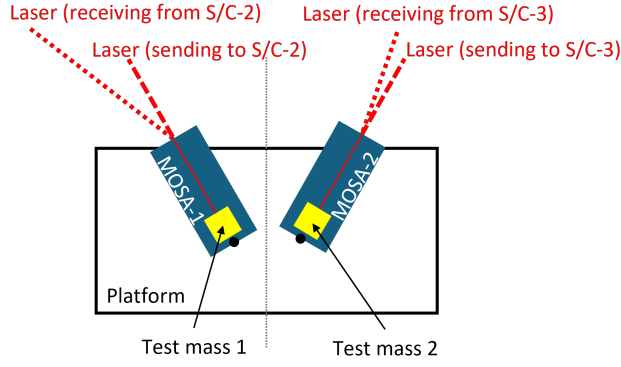 Laser (receiving from S/C-2)
Laser (receiving from S/C-3)
Laser (sending to S/C-2)
Laser (sending to S/C-3)
MOSA-1
MOSA-2
Platform
Test mass 1
Test mass 2